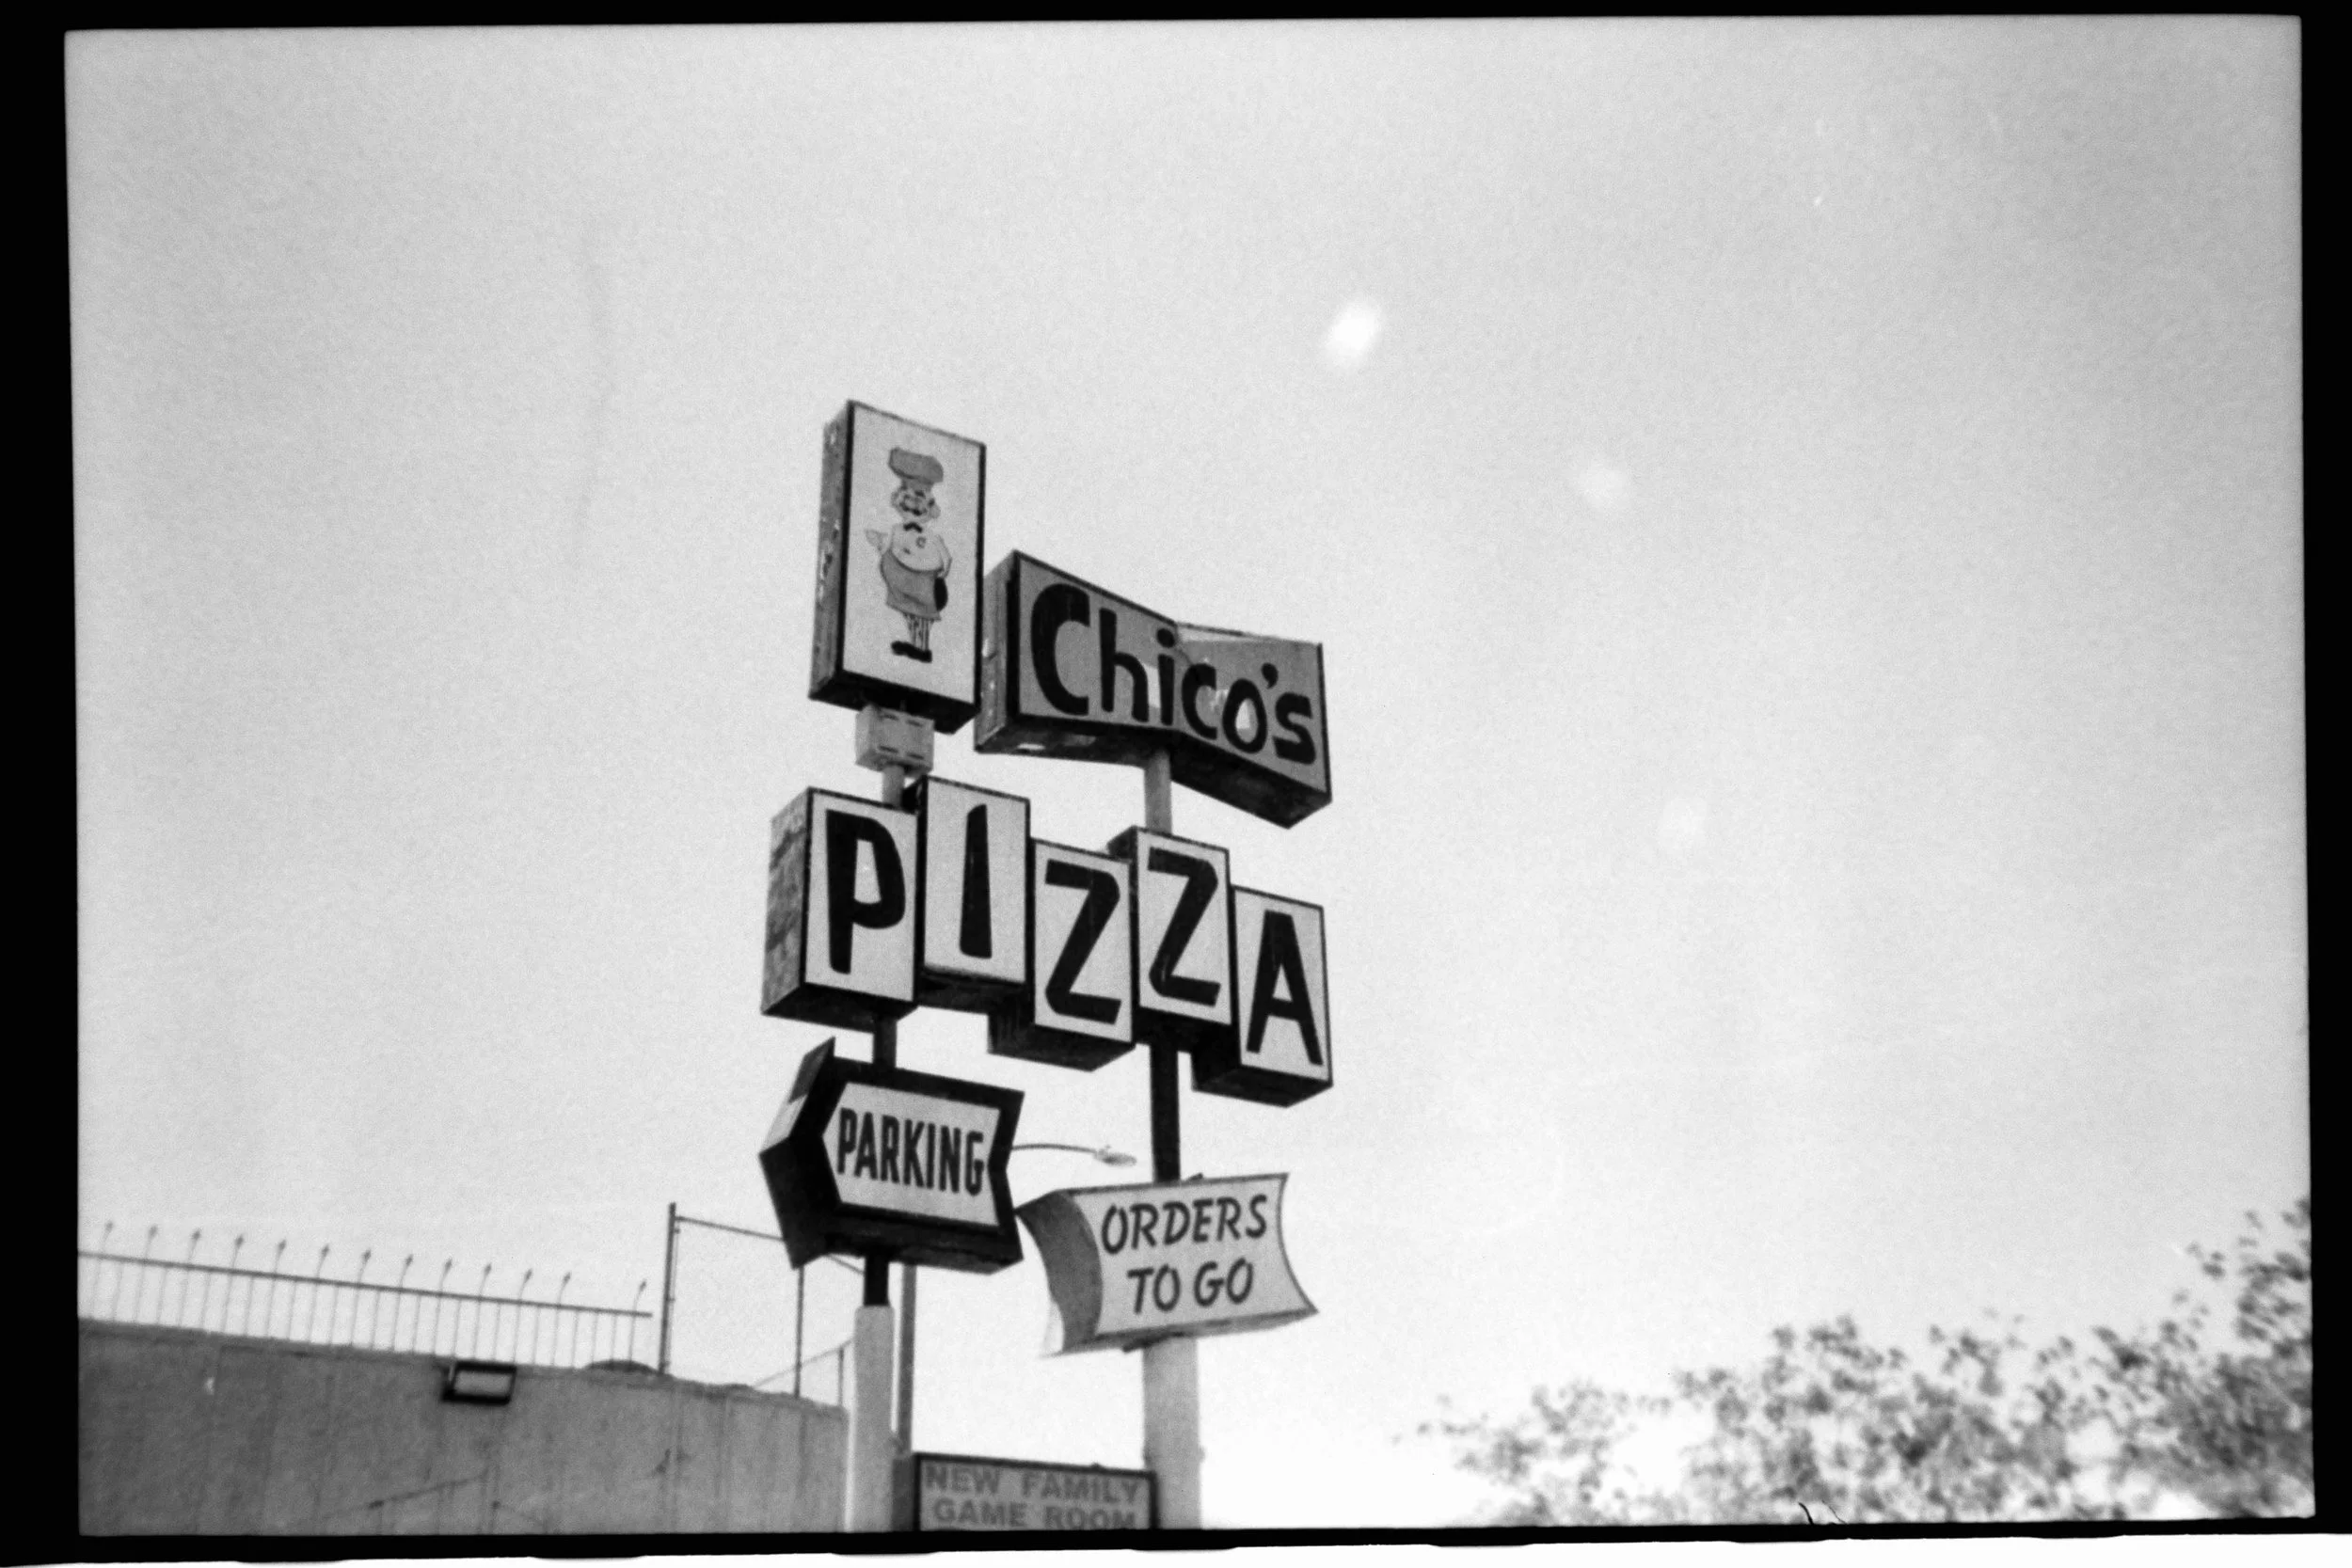 Chico's
PIZZA
PARKING
ORDERS
TO GO
NEW FAMILY
GAME ROOM